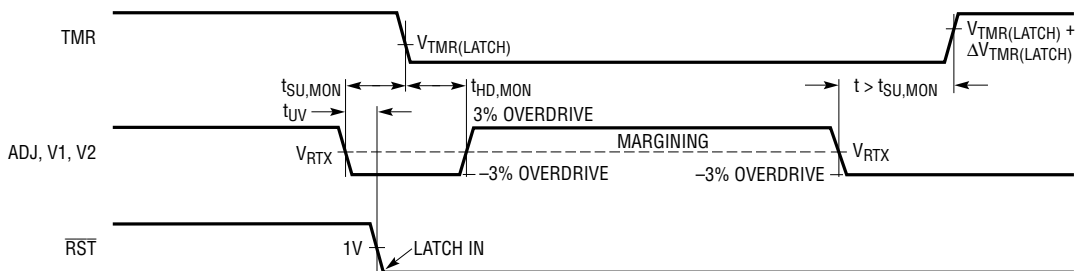 TMR
VTMR(LATCH)
VTMR(LATCH) +
ΔVTMR(LATCH)
tSU,MON
tHD,MON
t > tSU,MON
tUV
3% OVERDRIVE
ADJ, V1, V2
VRTX
MARGINING
VRTX
–3% OVERDRIVE
–3% OVERDRIVE
RST
1V
LATCH IN